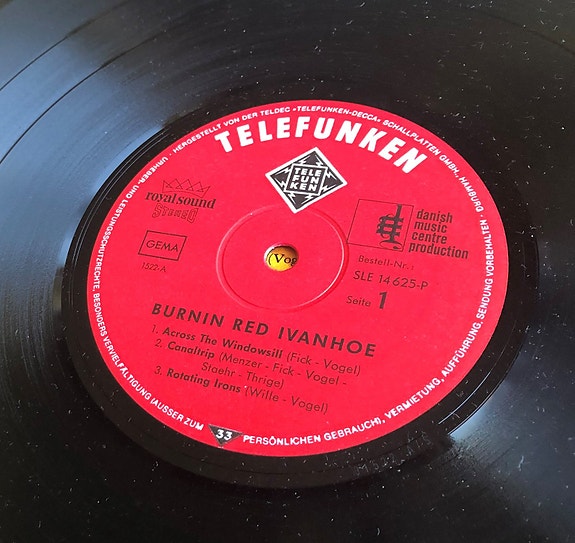 URHEBER- UND LEISTUNGSSCHUTZRECHTE, BESONDERS VERVIELFÄLTIGUNG (AUSSER ZUM PERSÖNLICHEN GEBRAUCH), VERMIETUNG, AUFFÜHRUNG, SENDUNG VORBEHALTEN · HERGESTELLT VON DER TELDEC »TELEFUNKEN-DECCA« SCHALLPLATTEN GMBH, HAMBURG
TELEFUNKEN
TELE
FUN
KEN
royal sound
STEREO
danish
music
centre
production
GEMA
1522-A
Bestell-Nr.:
SLE 14 625-P
Seite 1
(Vog
BURNIN RED IVANHOE
1. Across The Windowsill (Fick - Vogel)
2. Canaltrip (Menzer - Fick - Vogel -
Staehr - Thrige)
3. Rotating Irons (Wille - Vogel)
33